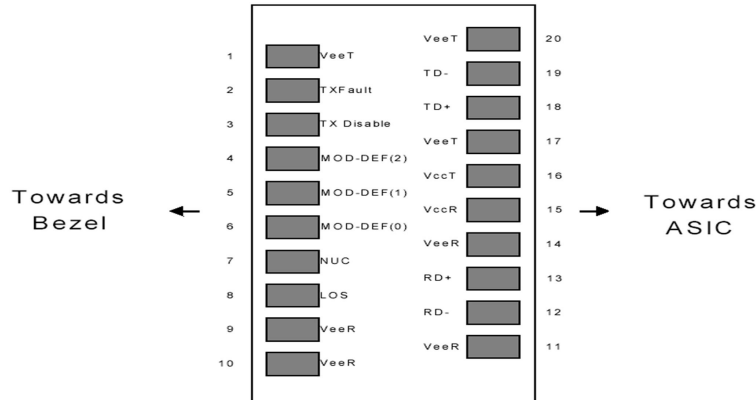 1 VeeT
2 TXFault
3 TX Disable
4 MOD-DEF(2)
5 MOD-DEF(1)
6 MOD-DEF(0)
7 NUC
8 LOS
9 VeeR
10 VeeR
VeeT 20
TD- 19
TD+ 18
VeeT 17
VccT 16
VccR 15
VeeR 14
RD+ 13
RD- 12
VeeR 11
Towards
Bezel
Towards
ASIC